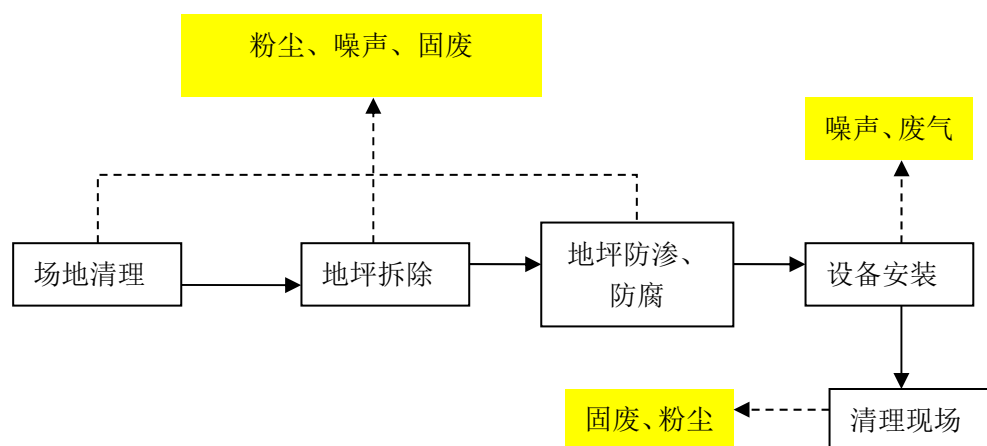 粉尘、噪声、固废
噪声、废气
场地清理
地坪拆除
地坪防渗、
防腐
设备安装
固废、粉尘
清理现场